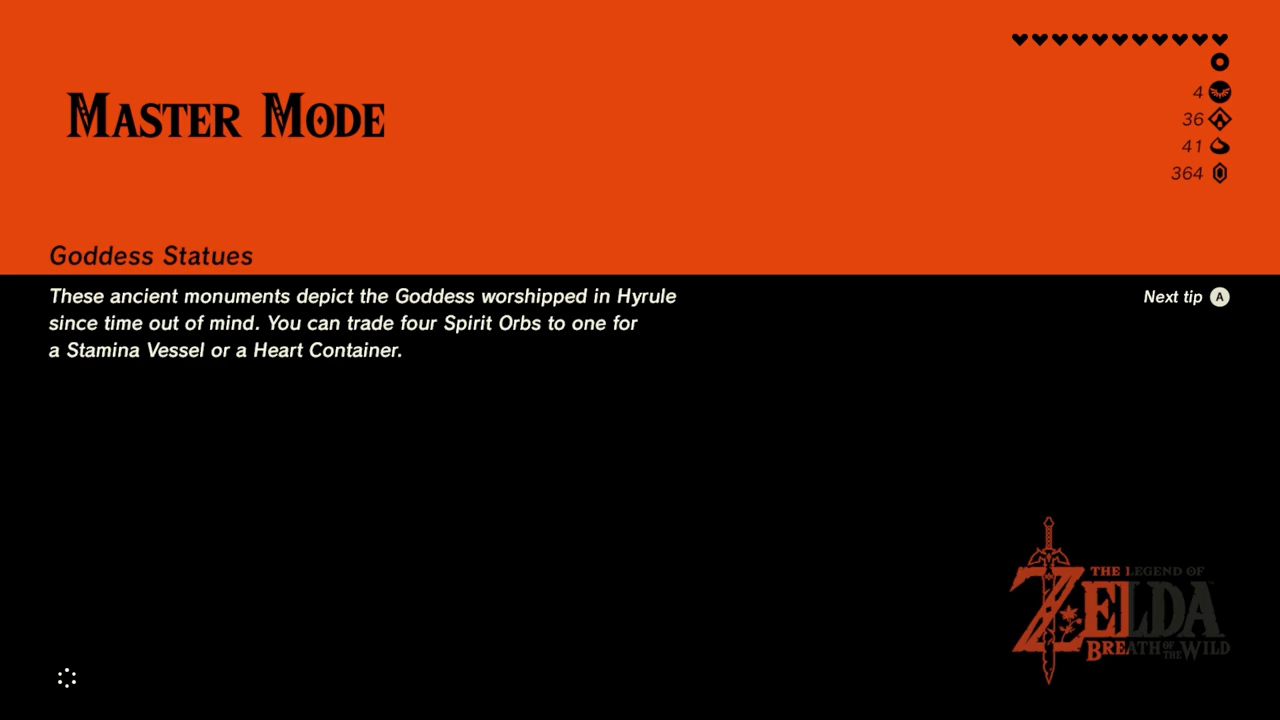 MASTER MODE
4
36
41
364
Goddess Statues
These ancient monuments depict the Goddess worshipped in Hyrule
since time out of mind. You can trade four Spirit Orbs to one for
a Stamina Vessel or a Heart Container.
Next tip A
THE LEGEND OF
ZELDA
BREATH OF THE WILD